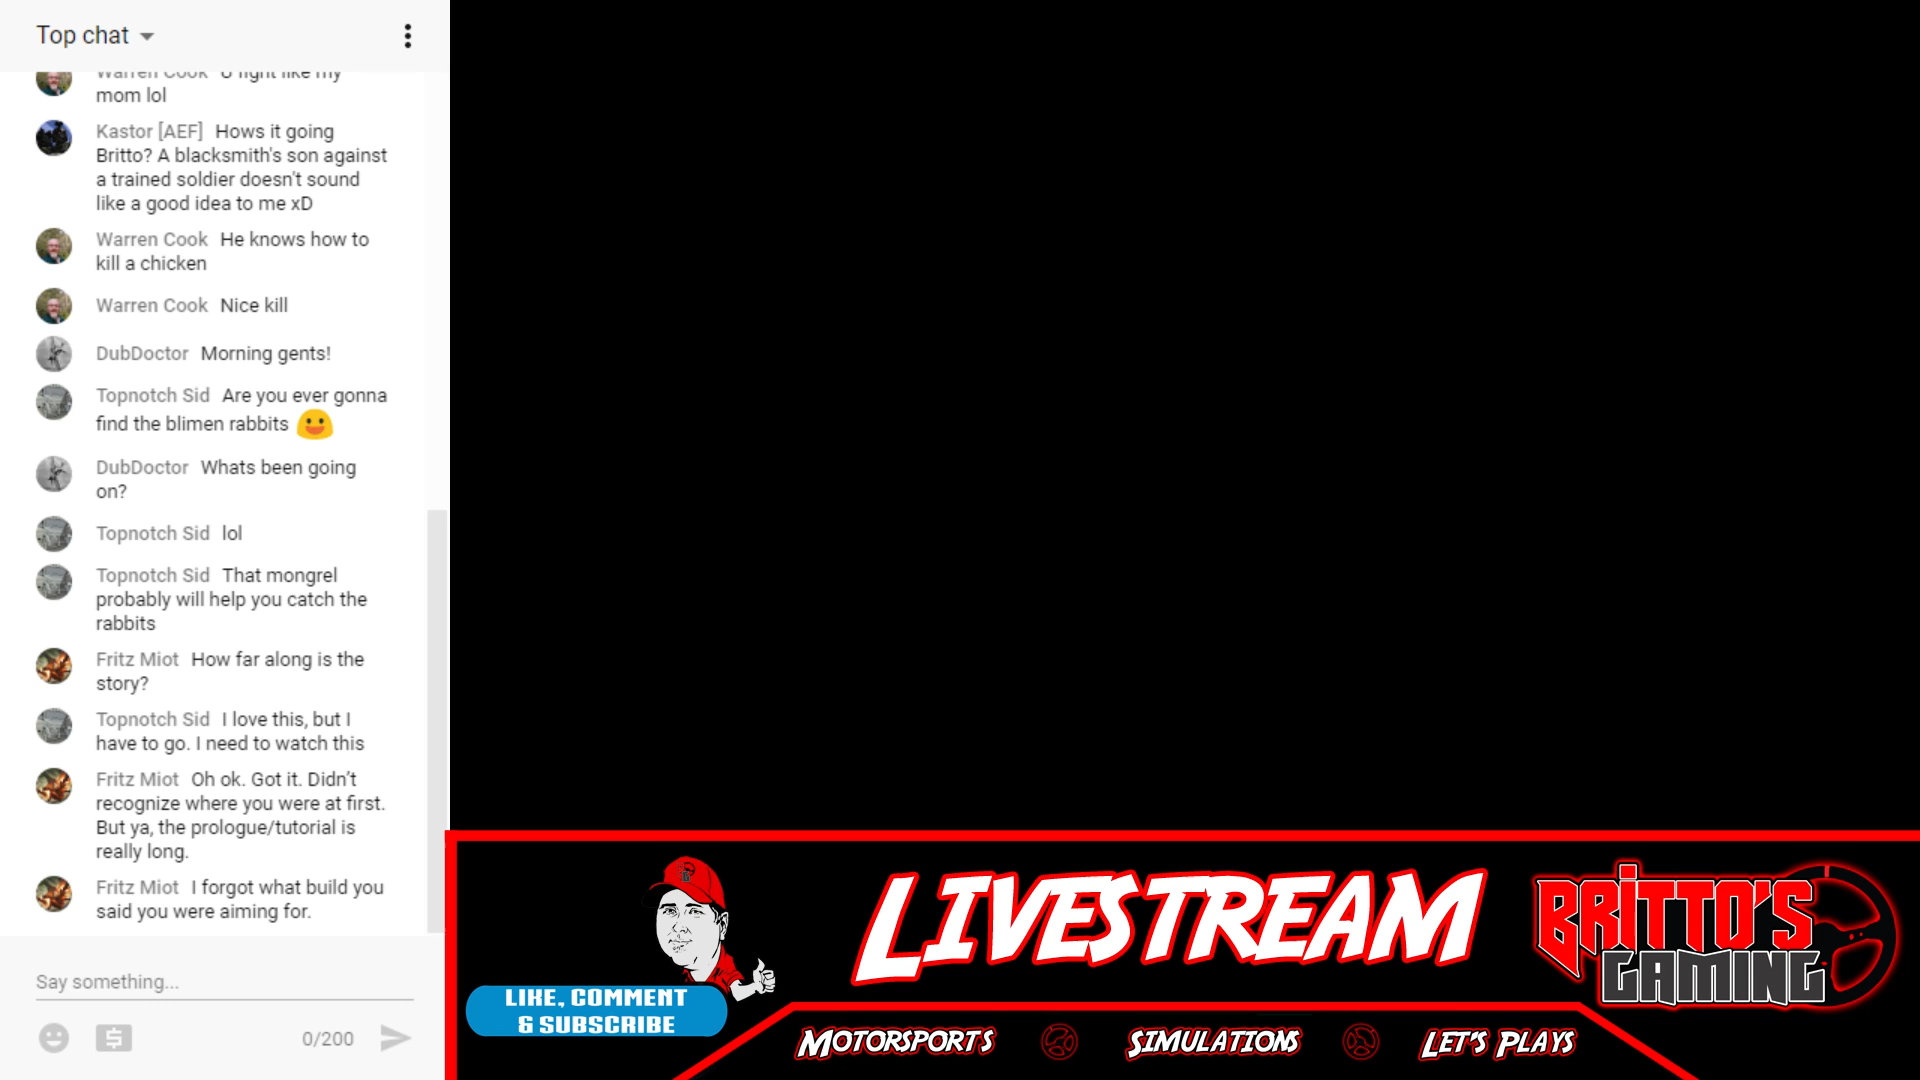 Top chat
Warren Cook U fight like my
mom lol
Kastor [AEF] Hows it going
Britto? A blacksmith's son against
a trained soldier doesn't sound
like a good idea to me xD
Warren Cook He knows how to
kill a chicken
Warren Cook Nice kill
DubDoctor Morning gents!
Topnotch Sid Are you ever gonna
find the blimen rabbits
DubDoctor Whats been going
on?
Topnotch Sid lol
Topnotch Sid That mongrel
probably will help you catch the
rabbits
Fritz Miot How far along is the
story?
Topnotch Sid I love this, but I
have to go. I need to watch this
Fritz Miot Oh ok. Got it. Didn't
recognize where you were at first.
But ya, the prologue/tutorial is
really long.
Fritz Miot I forgot what build you
said you were aiming for.
Say something...
0/200
LIKE, COMMENT
& SUBSCRIBE
LIVESTREAM
BRITTO'S
GAMING
MOTORSPORTS
SIMULATIONS
LET'S PLAYS